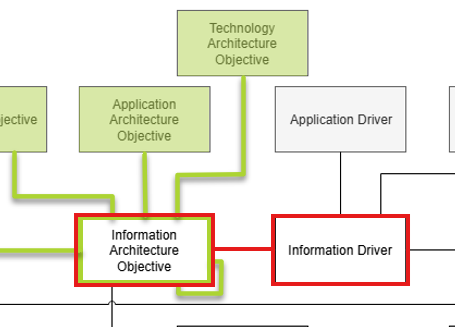 Technology
Architecture
Objective
jective
Application
Architecture
Objective
Application Driver
Information
Architecture
Objective
Information Driver